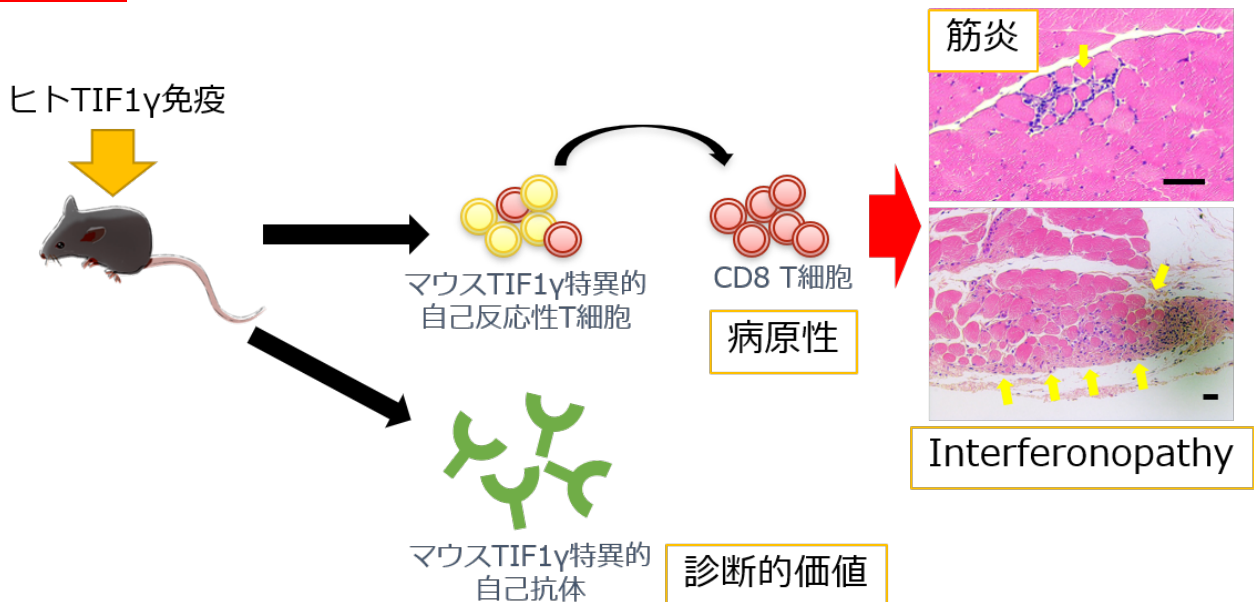 ヒトTIF1γ免疫
マウスTIF1γ特異的
自己反応性T細胞
CD8 T細胞
病原性
筋炎
Interferonopathy
マウスTIF1γ特異的
自己抗体
診断的価値